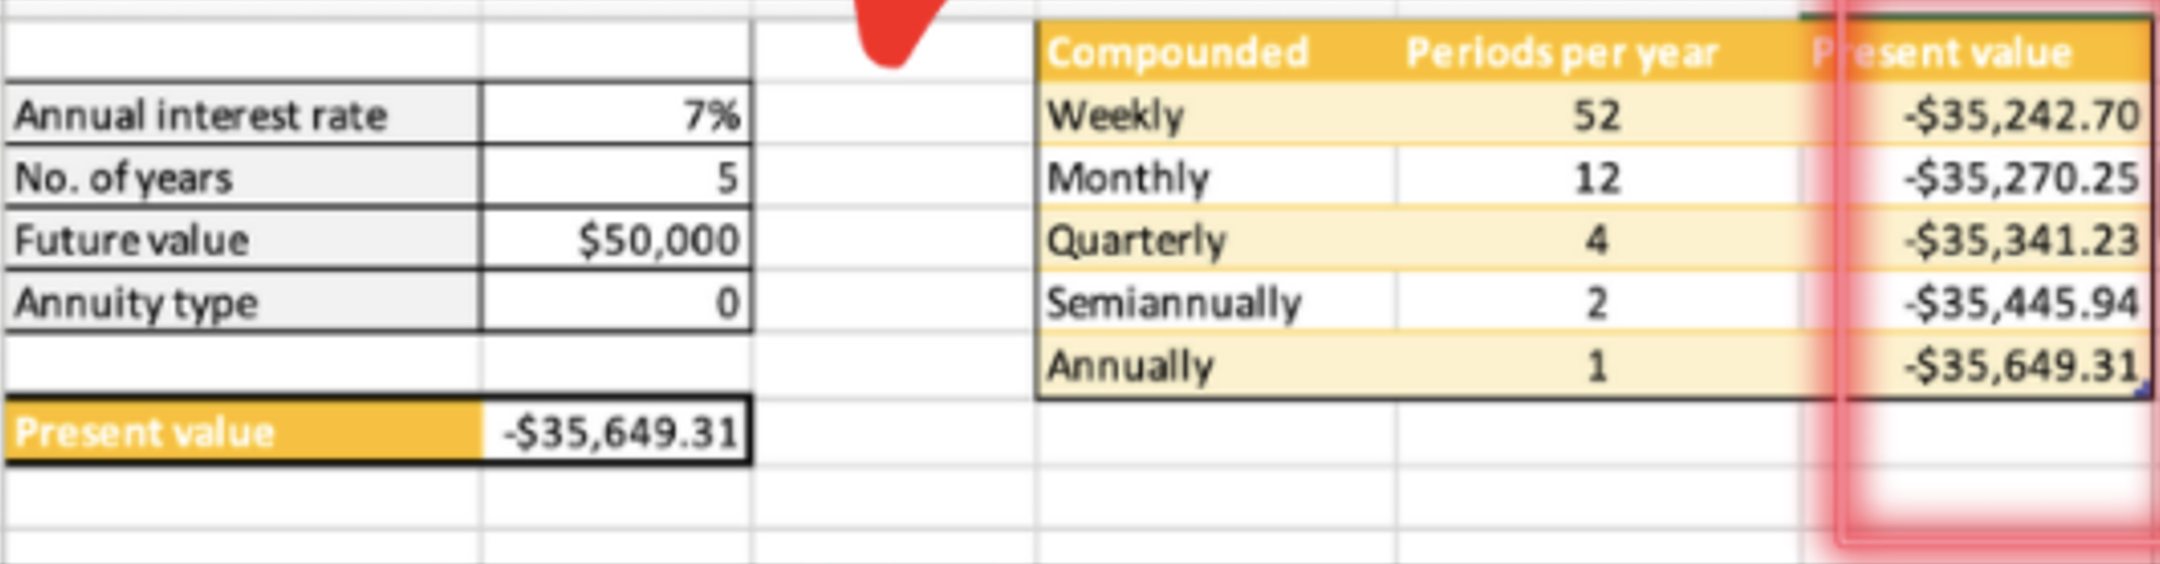 Compounded Periods per year Present value
Annual interest rate 7% Weekly 52 -$35,242.70
No. of years 5 Monthly 12 -$35,270.25
Future value $50,000 Quarterly 4 -$35,341.23
Annuity type 0 Semiannually 2 -$35,445.94
Annually 1 -$35,649.31
Present value -$35,649.31